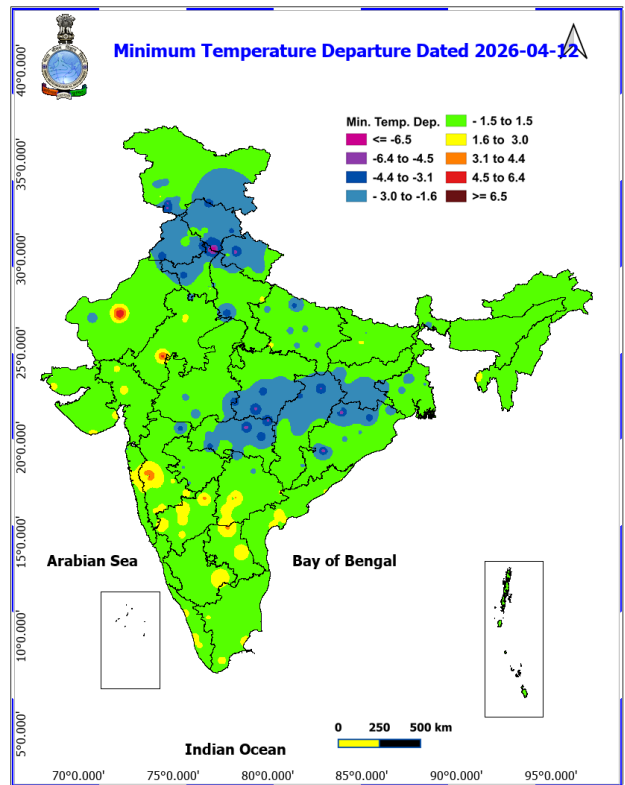 Minimum Temperature Departure Dated 2026-04-12
Min. Temp. Dep.
<= -6.5
-6.4 to -4.5
-4.4 to -3.1
- 3.0 to -1.6
- 1.5 to 1.5
1.6 to 3.0
3.1 to 4.4
4.5 to 6.4
>= 6.5
40°0.000'
35°0.000'
30°0.000'
25°0.000'
20°0.000'
15°0.000'
10°0.000'
5°0.000'
Arabian Sea
Bay of Bengal
Indian Ocean
0 250 500 km
70°0.000' 75°0.000' 80°0.000' 85°0.000' 90°0.000' 95°0.000'